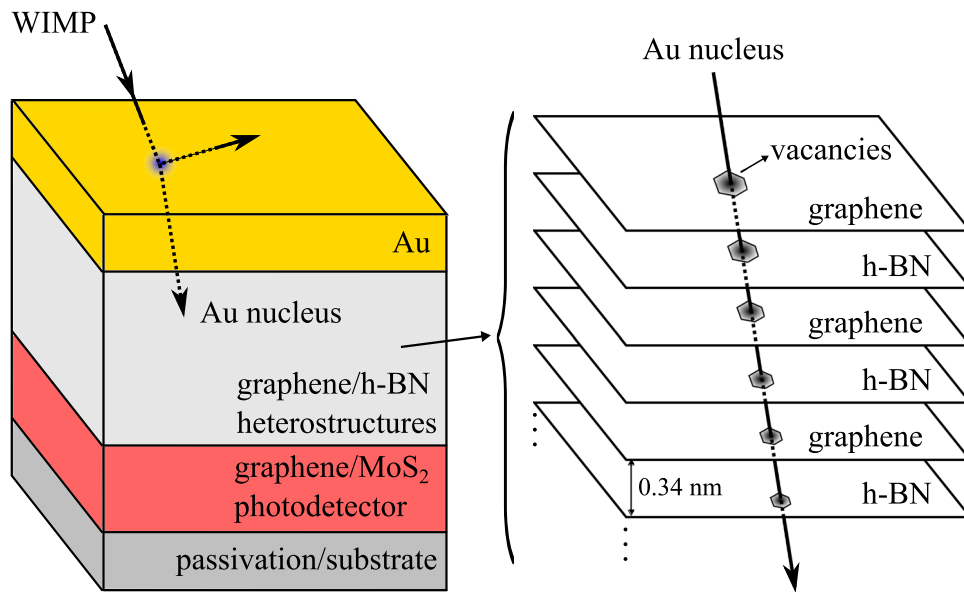 WIMP
Au
Au nucleus
graphene/h-BN
heterostructures
graphene/MoS₂
photodetector
passivation/substrate
Au nucleus
vacancies
graphene
h-BN
graphene
h-BN
graphene
0.34 nm
h-BN